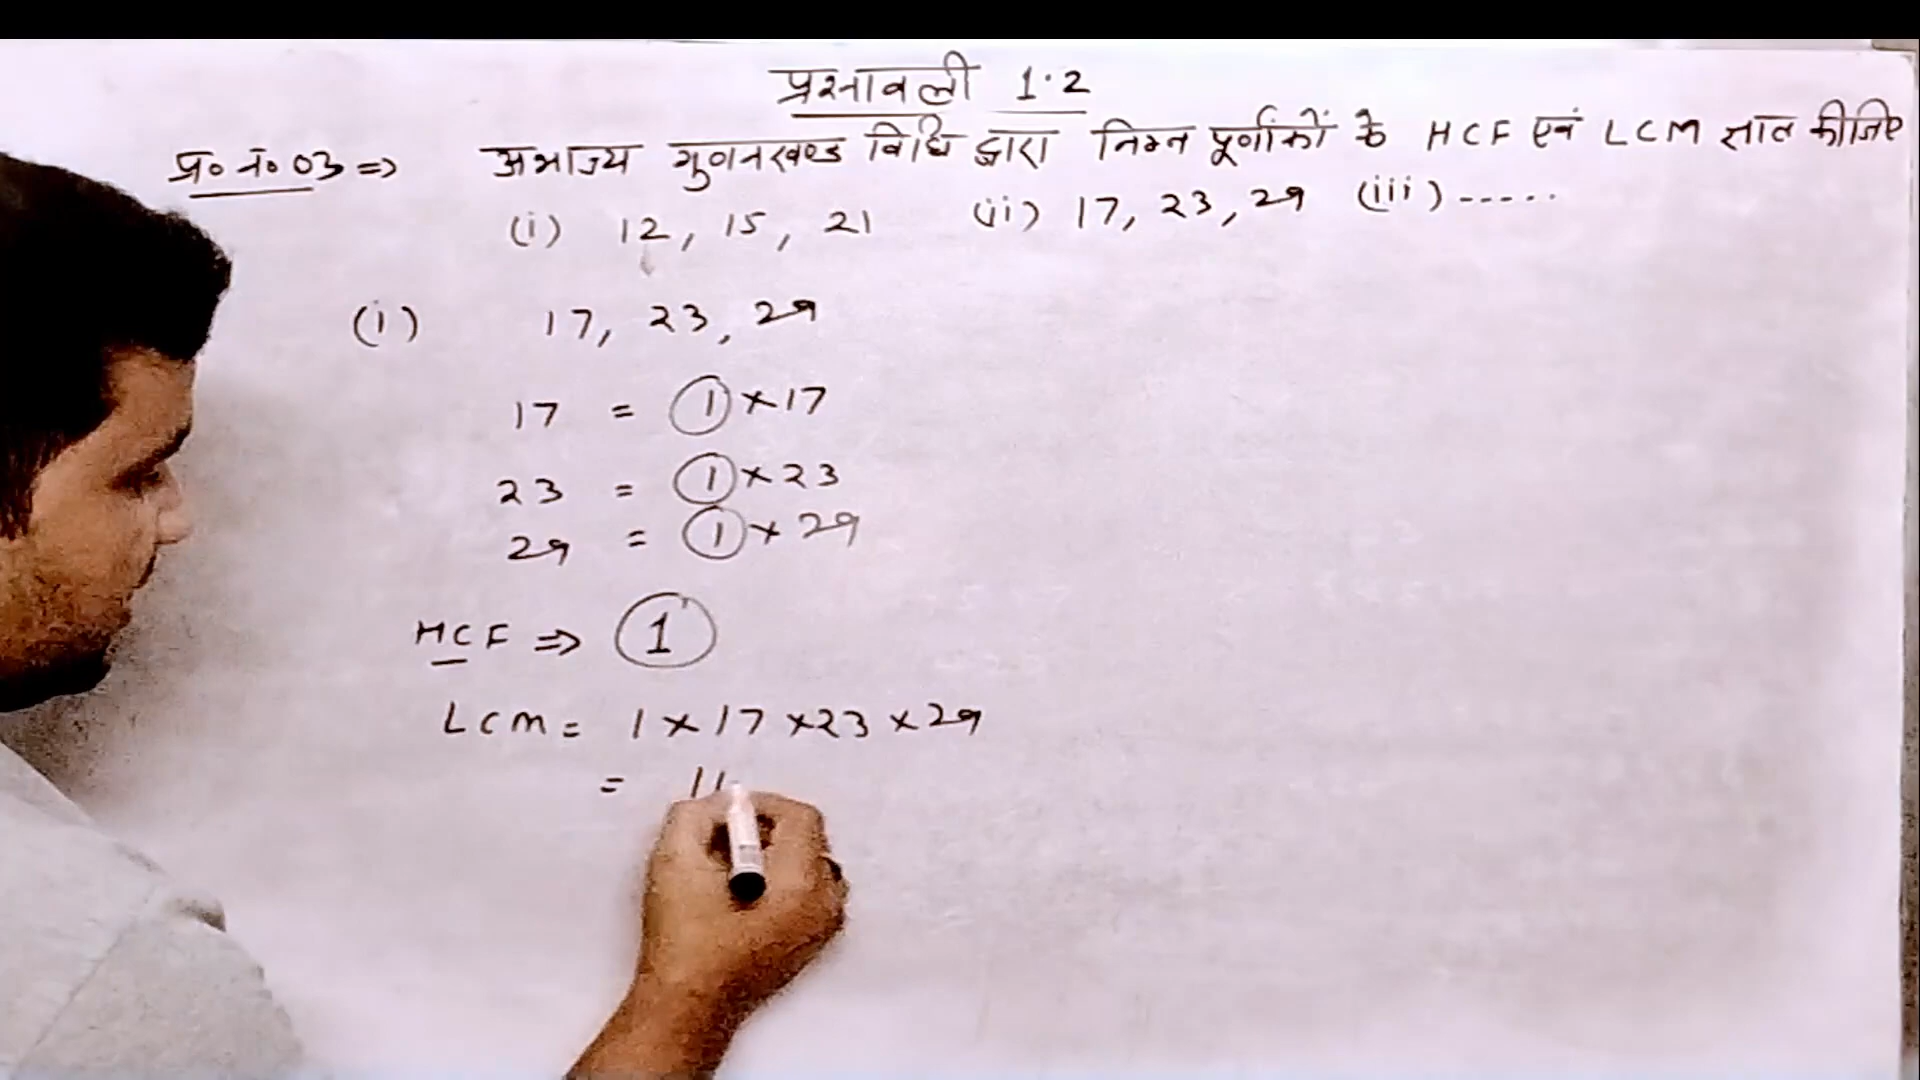 प्रश्नावली 1.2
प्र० नं० 03 => अभाज्य गुणनखण्ड विधि द्वारा निम्न पूर्णांकों के HCF एवं LCM ज्ञात कीजिए
(i) 12, 15, 21 (ii) 17, 23, 29 (iii) -----
(i) 17, 23, 29
17 = 1 × 17
23 = 1 × 23
29 = 1 × 29
HCF => 1
LCM = 1 × 17 × 23 × 29
= 11